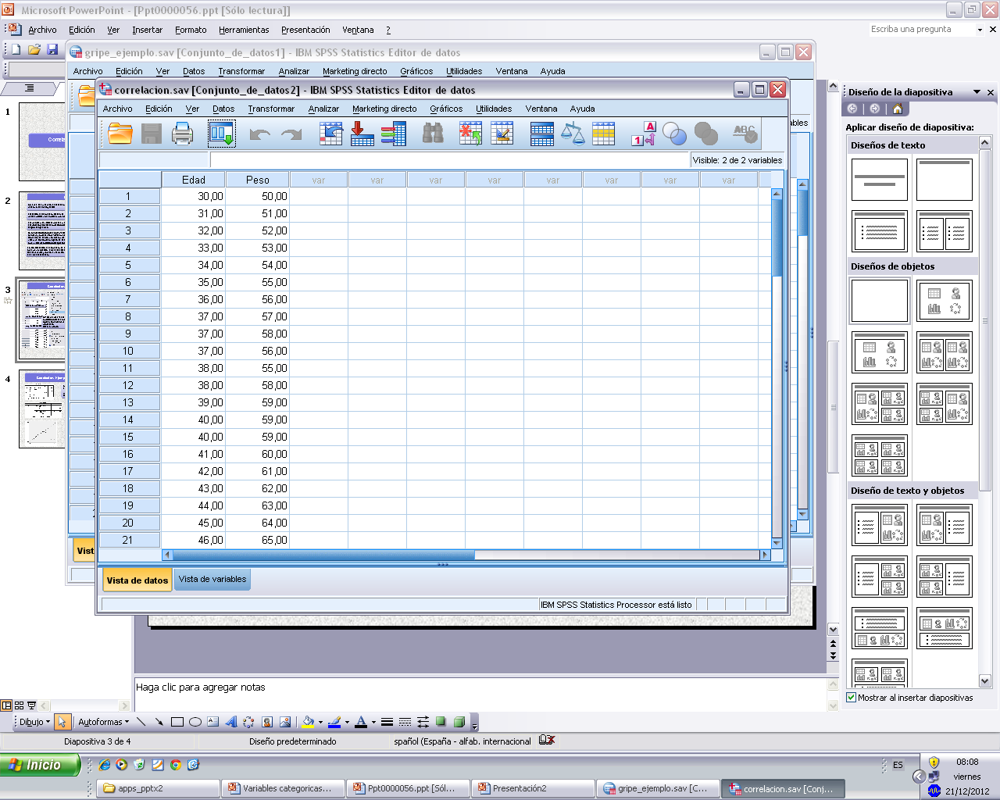 Microsoft PowerPoint - [Ppt0000056.ppt [Sólo lectura]]
Archivo Edición Ver Insertar Formato Herramientas Presentación Ventana ?
Escriba una pregunta
gripe_ejemplo.sav [Conjunto_de_datos1] - IBM SPSS Statistics Editor de datos
Archivo Edición Ver Datos Transformar Analizar Marketing directo Gráficos Utilidades Ventana Ayuda
correlacion.sav [Conjunto_de_datos2] - IBM SPSS Statistics Editor de datos
Archivo Edición Ver Datos Transformar Analizar Marketing directo Gráficos Utilidades Ventana Ayuda
Visible: 2 de 2 variables
Edad Peso var var var var var var var var
1 30,00 50,00
2 31,00 51,00
3 32,00 52,00
4 33,00 53,00
5 34,00 54,00
6 35,00 55,00
7 36,00 56,00
8 37,00 57,00
9 37,00 58,00
10 37,00 56,00
11 38,00 55,00
12 38,00 58,00
13 39,00 59,00
14 40,00 59,00
15 40,00 59,00
16 41,00 60,00
17 42,00 61,00
18 43,00 62,00
19 44,00 63,00
20 45,00 64,00
21 46,00 65,00
Vista de datos Vista de variables
IBM SPSS Statistics Processor está listo
ables
Vist
1
2
3
4
Diseño de la diapositiva
Aplicar diseño de diapositiva:
Diseños de texto
Diseños de objetos
Diseño de texto y objetos
Mostrar al insertar diapositivas
Haga clic para agregar notas
Dibujo Autoformas
Diapositiva 3 de 4 Diseño predeterminado spañol (España - alfab. internacional
Inicio
ES
08:08
viernes
21/12/2012
apps_pptx2 Variables categoricas... Ppt0000056.ppt [Sól... Presentación2 gripe_ejemplo.sav [C... correlacion.sav [Conj...